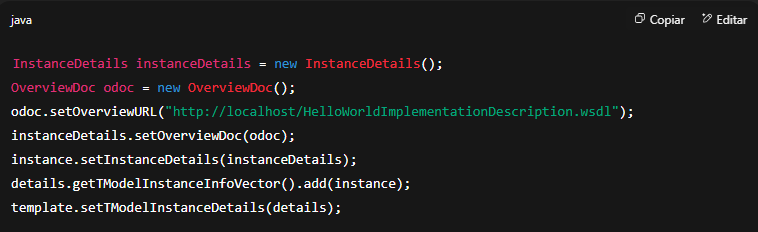 java
Copiar
Editar
InstanceDetails instanceDetails = new InstanceDetails();
OverviewDoc odoc = new OverviewDoc();
odoc.setOverviewURL("http://localhost/HelloWorldImplementationDescription.wsdl");
instanceDetails.setOverviewDoc(odoc);
instance.setInstanceDetails(instanceDetails);
details.getTModelInstanceInfoVector().add(instance);
template.setTModelInstanceDetails(details);